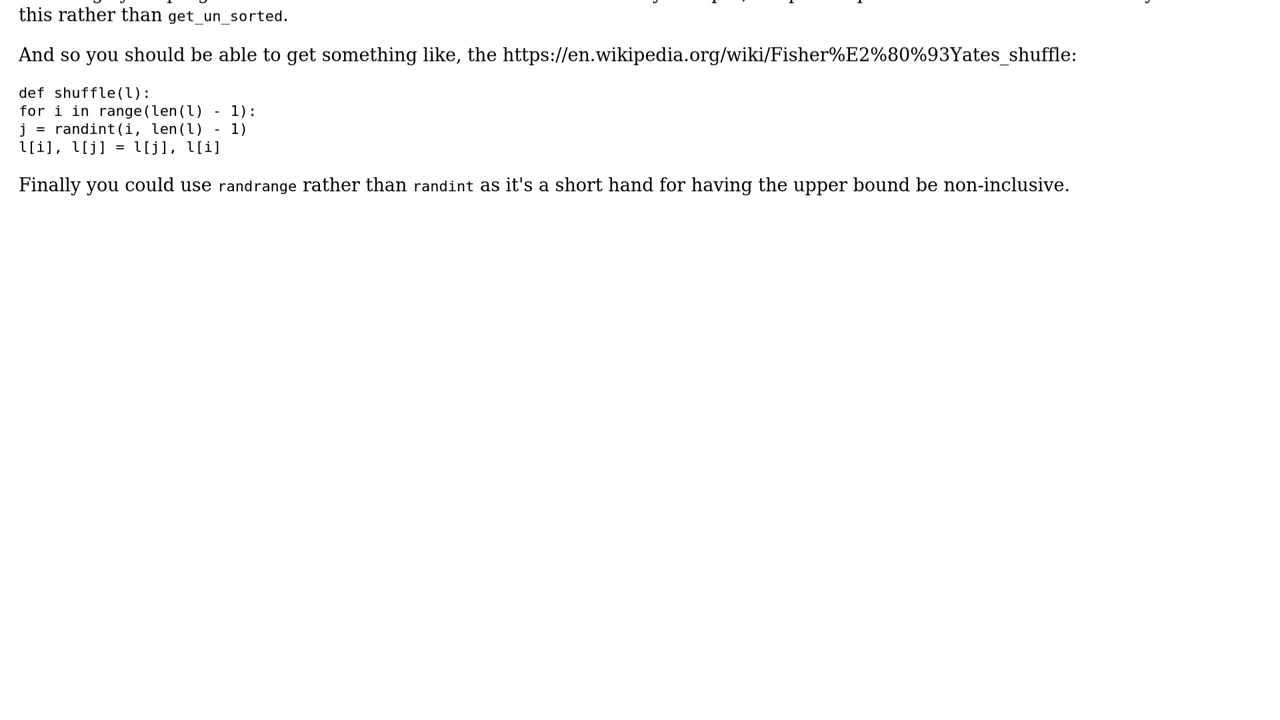 this rather than get_un_sorted.
And so you should be able to get something like, the https://en.wikipedia.org/wiki/Fisher%E2%80%93Yates_shuffle:
def shuffle(l):
for i in range(len(l) - 1):
j = randint(i, len(l) - 1)
l[i], l[j] = l[j], l[i]
Finally you could use randrange rather than randint as it's a short hand for having the upper bound be non-inclusive.